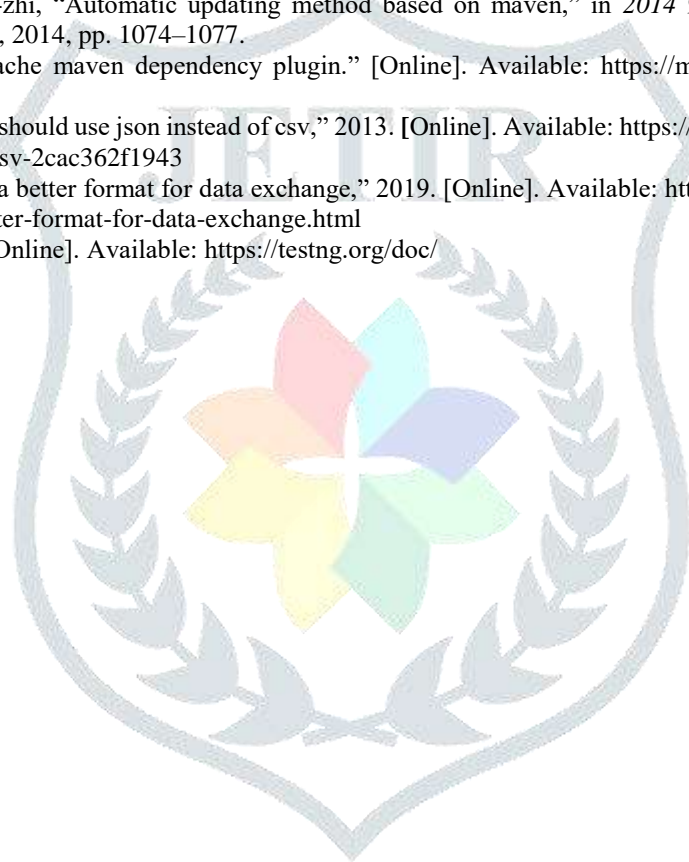 -zhi, “Automatic updating method based on maven,” in 2014
, 2014, pp. 1074–1077.
ache maven dependency plugin.” [Online]. Available: https://m
should use json instead of csv,” 2013. [Online]. Available: https://
sv-2cac362f1943
a better format for data exchange,” 2019. [Online]. Available: htt
ter-format-for-data-exchange.html
Online]. Available: https://testng.org/doc/
JETIR